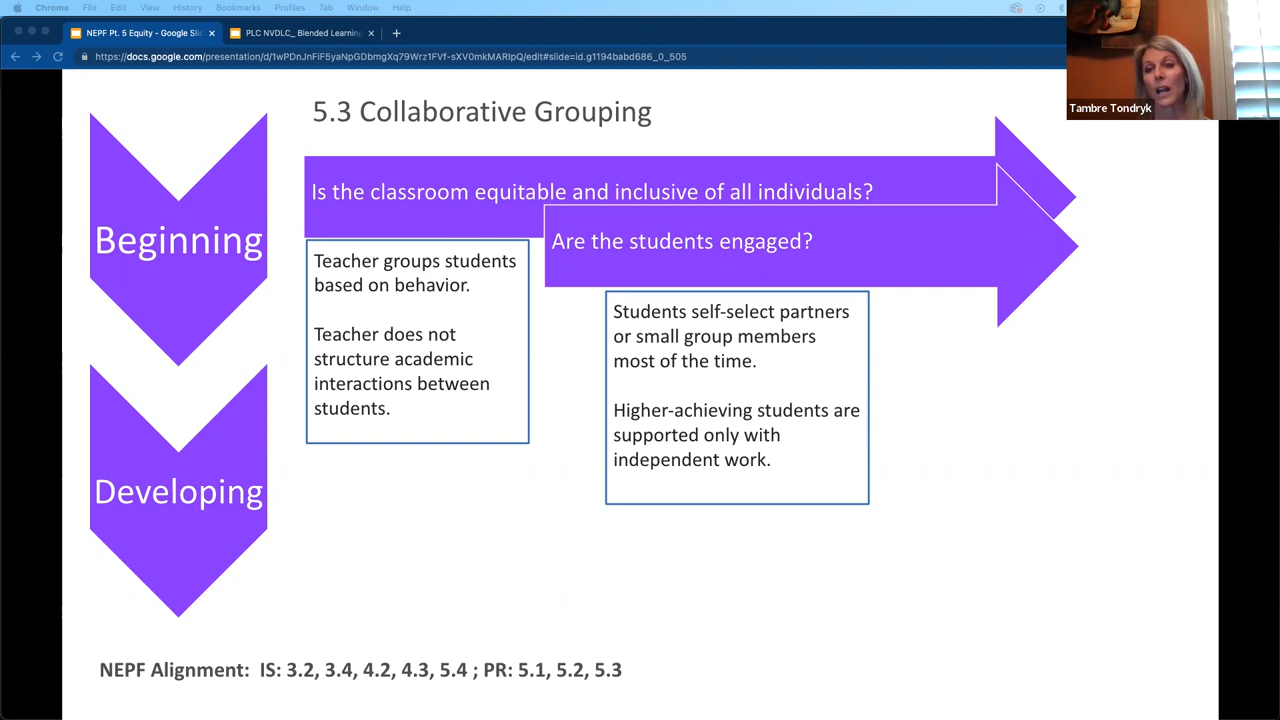 Chrome File Edit View History Bookmarks Profiles Tab Window Help
NEPF Pt. 5 Equity - Google Slid PLC NVDLC_ Blended Learning
https://docs.google.com/presentation/d/1wPDnJnFiF5yaNpGDbmgXq79Wrz1FVf-sXV0mkMARIpQ/edit#slide=id.g1194babd686_0_505
Tambre Tondryk
5.3 Collaborative Grouping
Is the classroom equitable and inclusive of all individuals?
Are the students engaged?
Beginning
Teacher groups students
based on behavior.
Teacher does not
structure academic
interactions between
students.
Students self-select partners
or small group members
most of the time.
Higher-achieving students are
supported only with
independent work.
Developing
NEPF Alignment: IS: 3.2, 3.4, 4.2, 4.3, 5.4 ; PR: 5.1, 5.2, 5.3